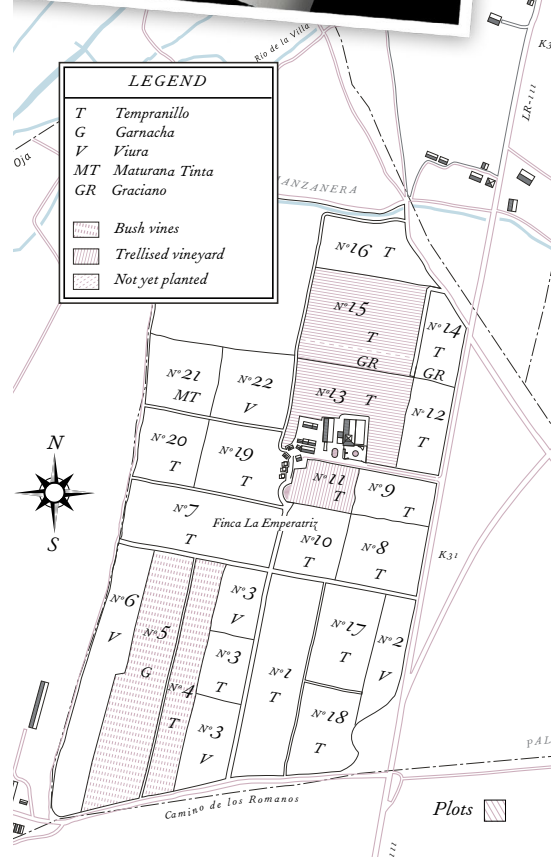 Rio de la Villa
LEGEND
T Tempranillo
G Garnacha
V Viura
MT Maturana Tinta
GR Graciano
Bush vines
Trellised vineyard
Not yet planted
Oja
ANZANERA
LR-111
K3
Nº16 T
Nº15
T
GR
Nº14
T
GR
Nº13 T
Nº12
T
Nº21
MT
Nº22
V
Nº20
T
Nº19
T
Nº11
T
Nº9
T
Nº7
T
Finca La Emperatriz
Nº10
T
Nº8
T
N
S
K31
Nº6
V
Nº5
G
Nº4
T
Nº3
V
Nº3
T
Nº3
V
Nº1
T
Nº17
T
Nº2
V
Nº18
T
PAL
Camino de los Romanos
Plots
III